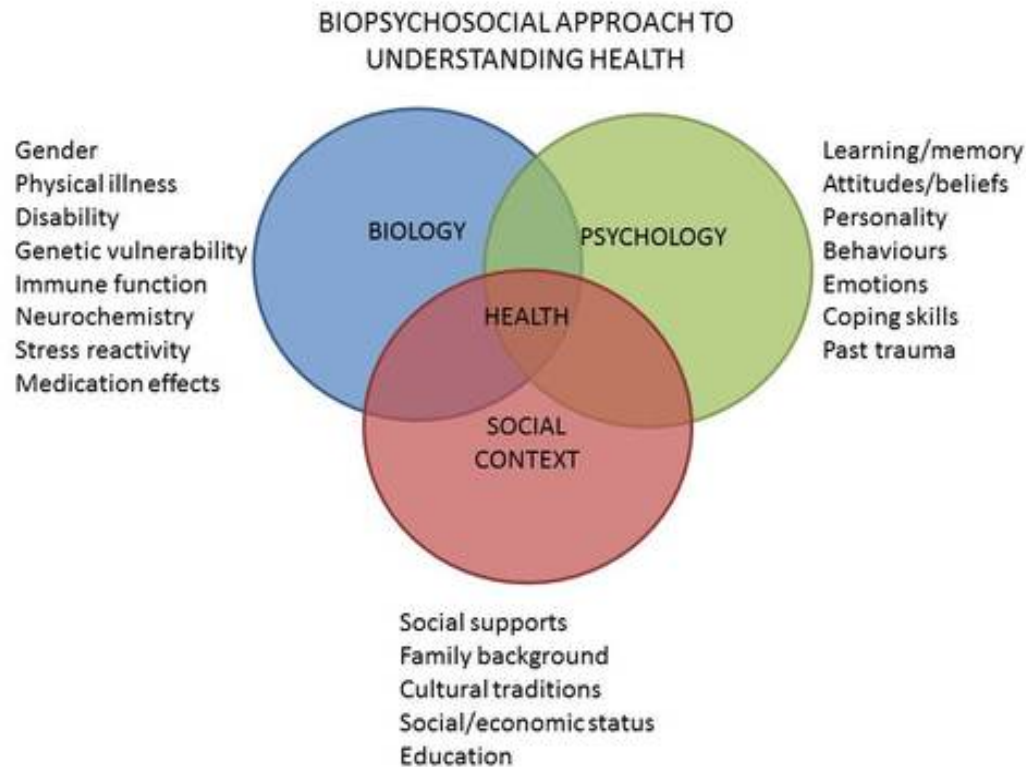 BIOPSYCHOSOCIAL APPROACH TO
UNDERSTANDING HEALTH
Gender
Physical illness
Disability
Genetic vulnerability
Immune function
Neurochemistry
Stress reactivity
Medication effects
BIOLOGY
PSYCHOLOGY
HEALTH
SOCIAL
CONTEXT
Learning/memory
Attitudes/beliefs
Personality
Behaviours
Emotions
Coping skills
Past trauma
Social supports
Family background
Cultural traditions
Social/economic status
Education